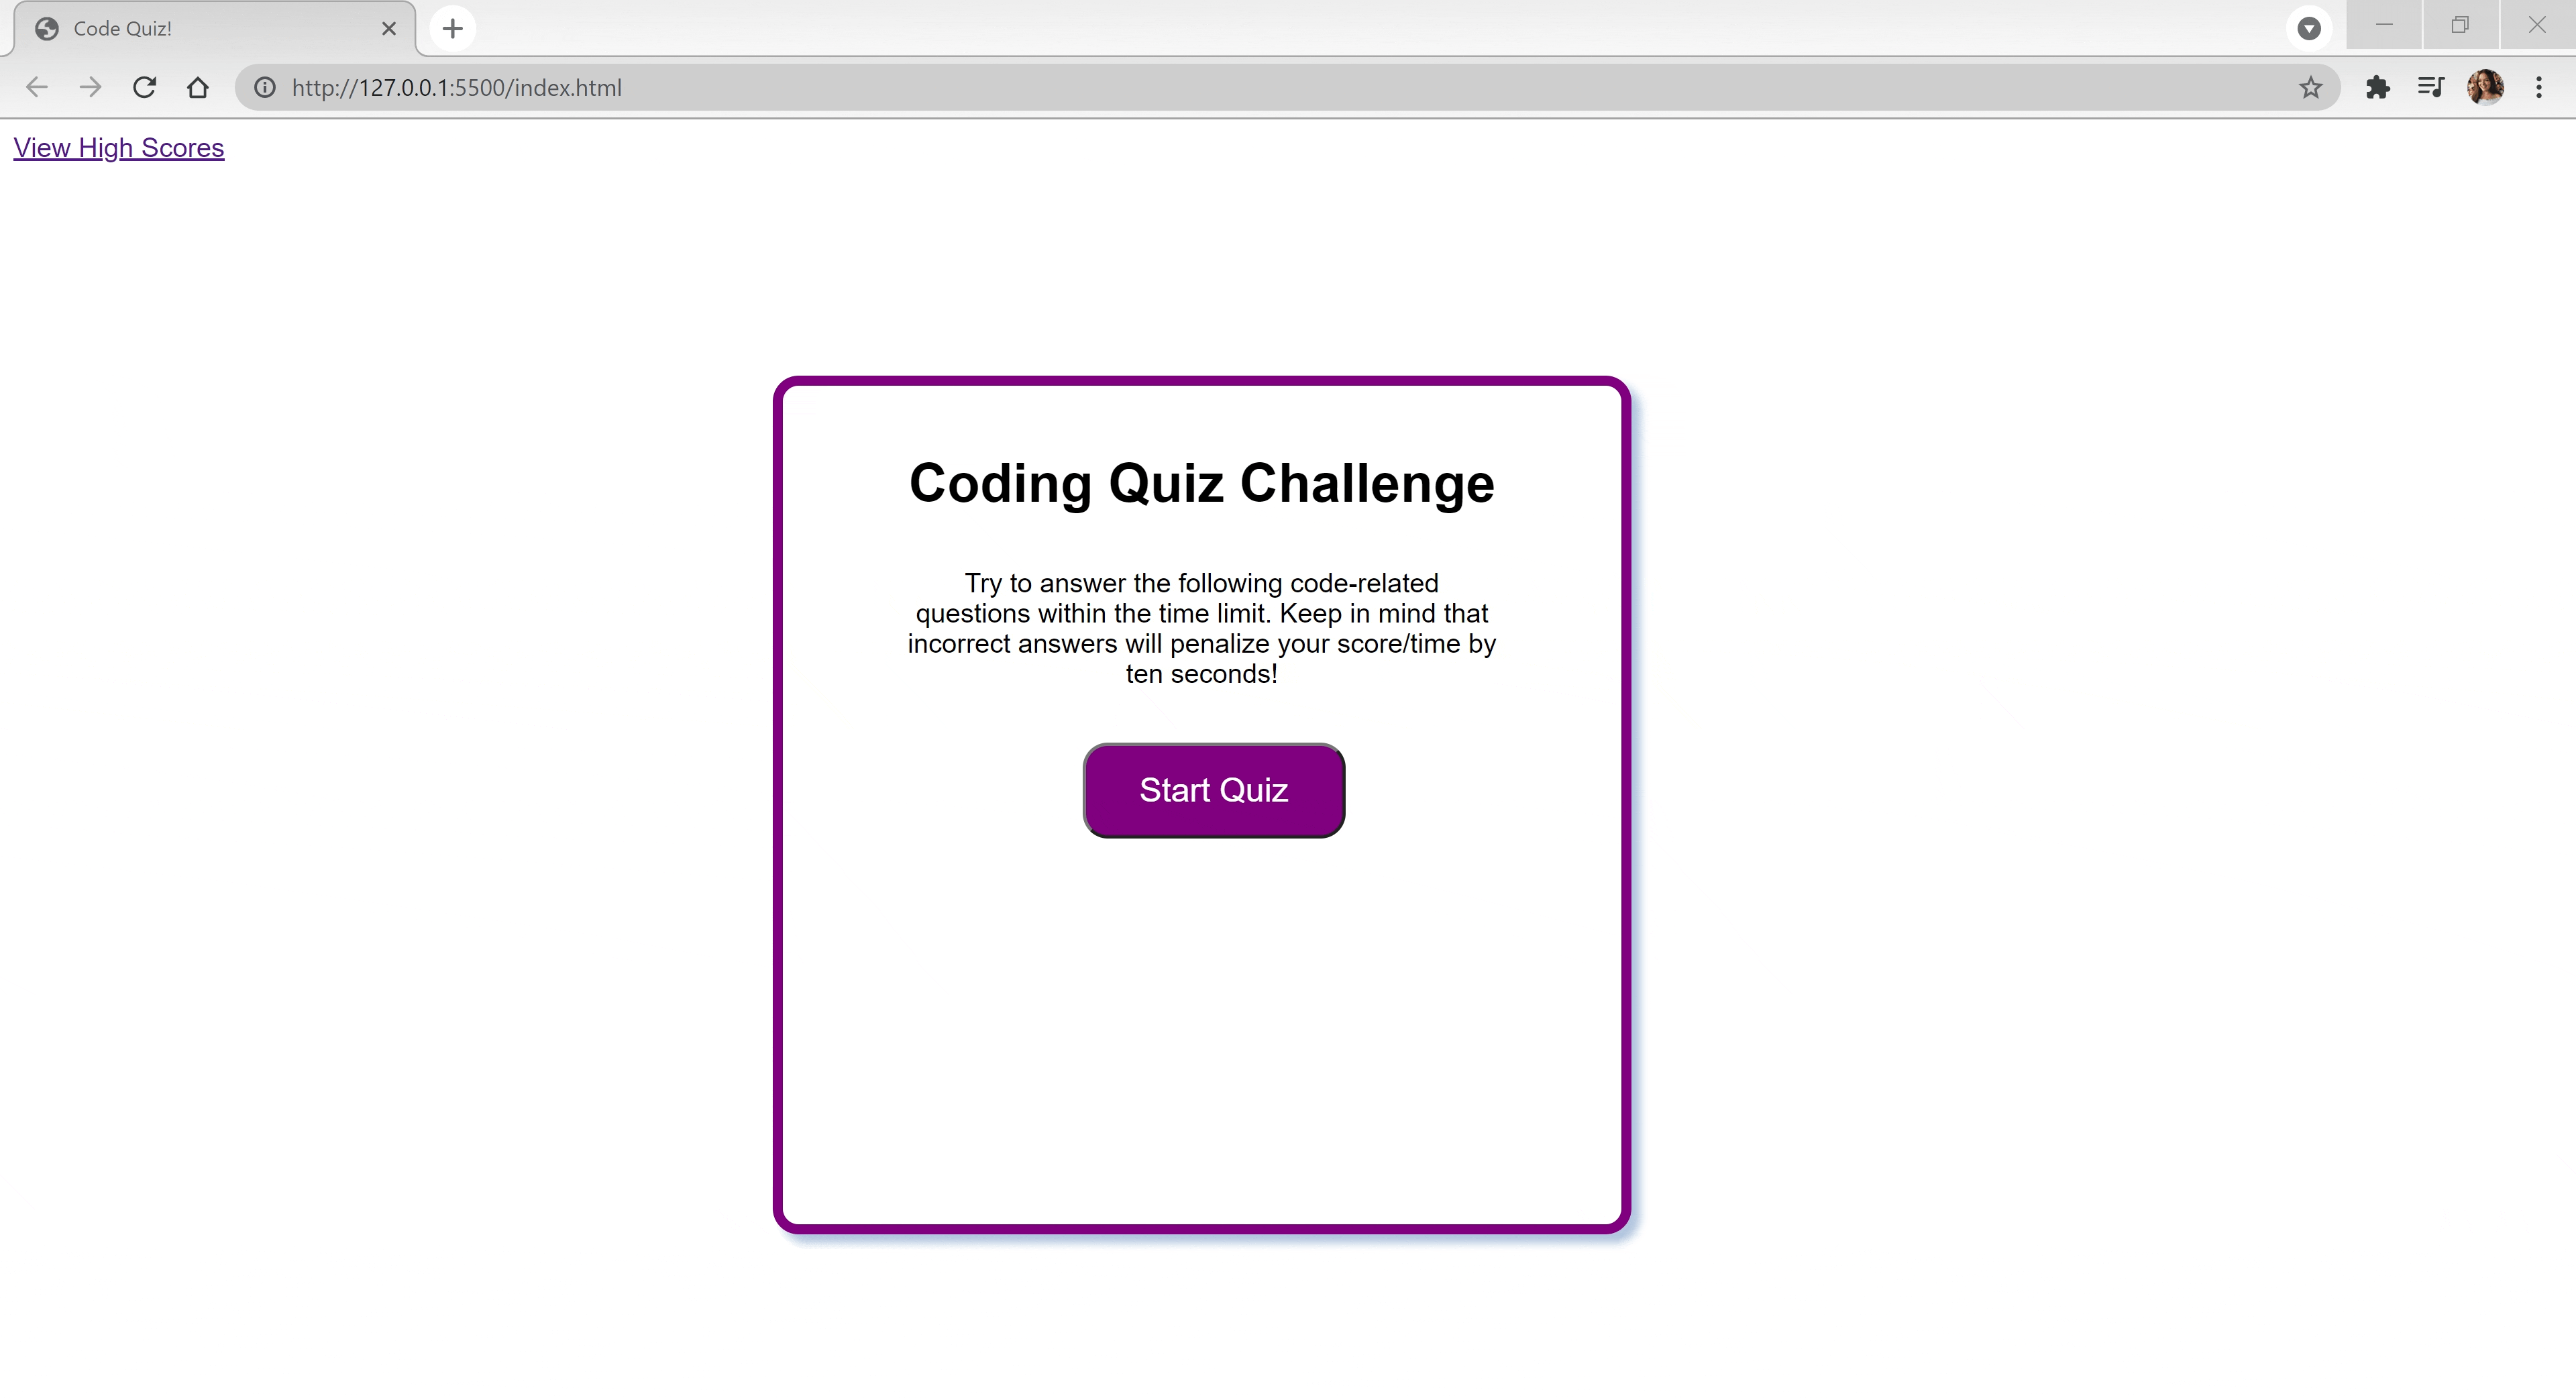 Code Quiz!
http://127.0.0.1:5500/index.html
View High Scores
Coding Quiz Challenge
Try to answer the following code-related
questions within the time limit. Keep in mind that
incorrect answers will penalize your score/time by
ten seconds!
Start Quiz